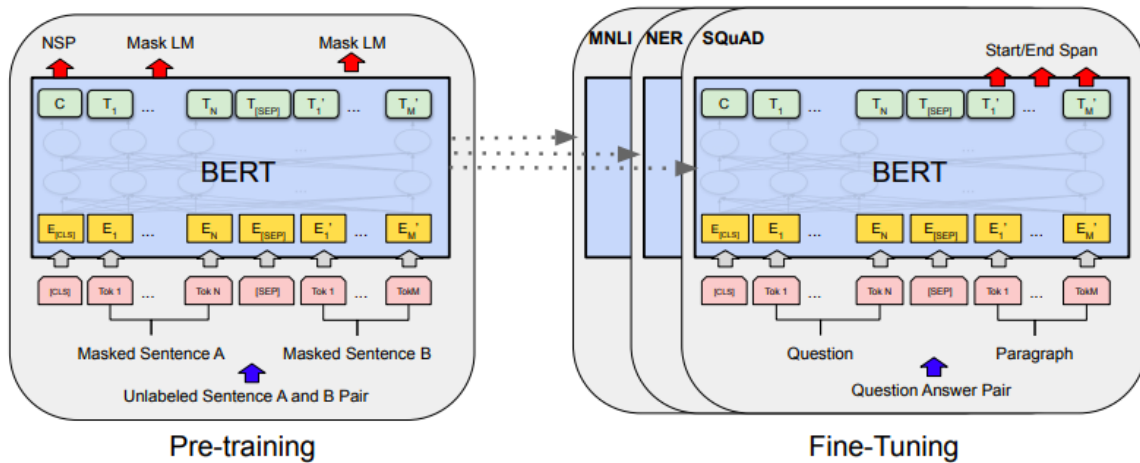 NSP Mask LM Mask LM
C T1 ... TN T[SEP] T1' ... TM'
BERT
E[CLS] E1 ... EN E[SEP] E1' ... EM'
[CLS] Tok 1 ... Tok N [SEP] Tok 1 ... TokM
Masked Sentence A Masked Sentence B
Unlabeled Sentence A and B Pair
Pre-training
MNLI NER SQuAD
Start/End Span
C T1 ... TN T[SEP] T1' ... TM'
BERT
E[CLS] E1 ... EN E[SEP] E1' ... EM'
[CLS] Tok 1 ... Tok N [SEP] Tok 1 ... TokM
Question Paragraph
Question Answer Pair
Fine-Tuning